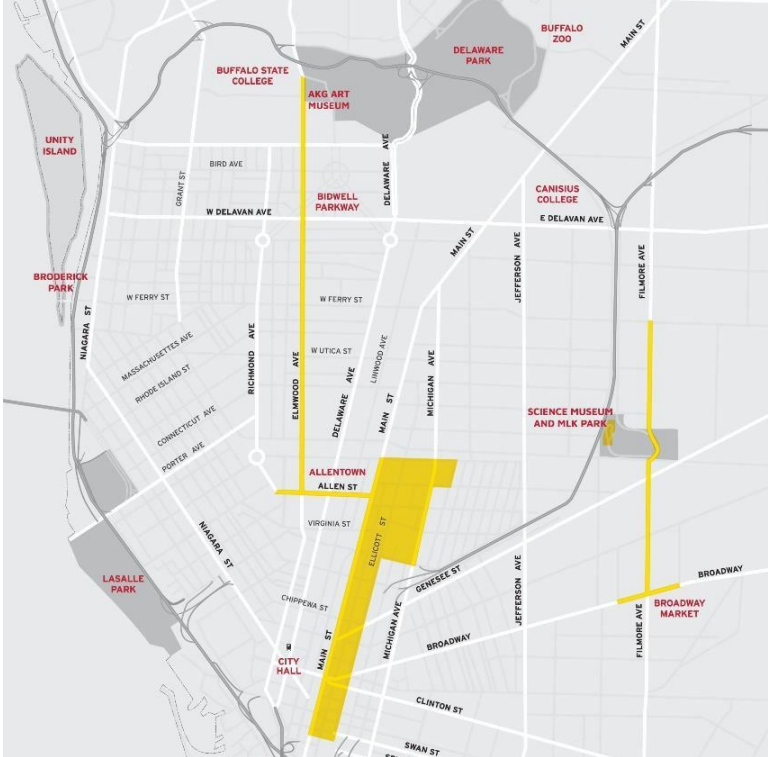 MAIN ST
BUFFALO
ZOO
DELAWARE
PARK
BUFFALO STATE
COLLEGE
AKG ART
MUSEUM
UNITY
ISLAND
DELAWARE AVE
BIRD AVE
GRANT ST
BIDWELL
PARKWAY
CANISIUS
COLLEGE
W DELAVAN AVE
E DELAVAN AVE
MAIN ST
JEFFERSON AVE
FILMORE AVE
BRODERICK
PARK
W FERRY ST
W FERRY ST
NIAGARA ST
MASSACHUSETTES AVE
RHODE ISLAND ST
RICHMOND AVE
ELMWOOD AVE
W UTICA ST
LINWOOD AVE
DELAWARE AVE
MAIN ST
MICHIGAN AVE
CONNECTICUT AVE
PORTER AVE
SCIENCE MUSEUM
AND MLK PARK
ALLENTOWN
ALLEN ST
VIRGINIA ST
ELLICOTT ST
NIAGARA ST
LASALLE
PARK
GENESEE ST
JEFFERSON AVE
BROADWAY
CHIPPEWA ST
MICHIGAN AVE
BROADWAY
MARKET
FILMORE AVE
MAIN ST
BROADWAY
CITY
HALL
CLINTON ST
SWAN ST